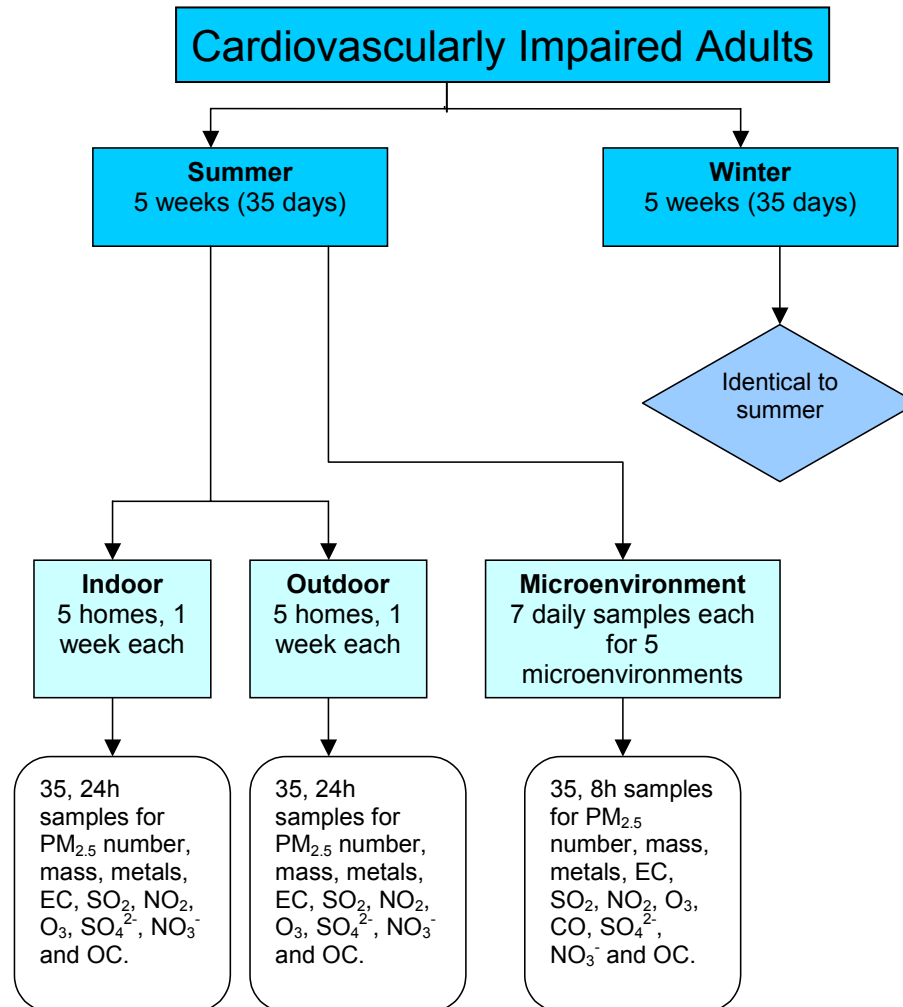 Cardiovascularly Impaired Adults
Summer
5 weeks (35 days)
Winter
5 weeks (35 days)
Identical to
summer
Indoor
5 homes, 1
week each
Outdoor
5 homes, 1
week each
Microenvironment
7 daily samples each
for 5
microenvironments
35, 24h
samples for
PM₂.₅ number,
mass, metals,
EC, SO₂, NO₂,
O₃, SO₄²⁻, NO₃⁻
and OC.
35, 24h
samples for
PM₂.₅ number,
mass, metals,
EC, SO₂, NO₂,
O₃, SO₄²⁻, NO₃⁻
and OC.
35, 8h samples
for PM₂.₅
number, mass,
metals, EC,
SO₂, NO₂, O₃,
CO, SO₄²⁻,
NO₃⁻ and OC.